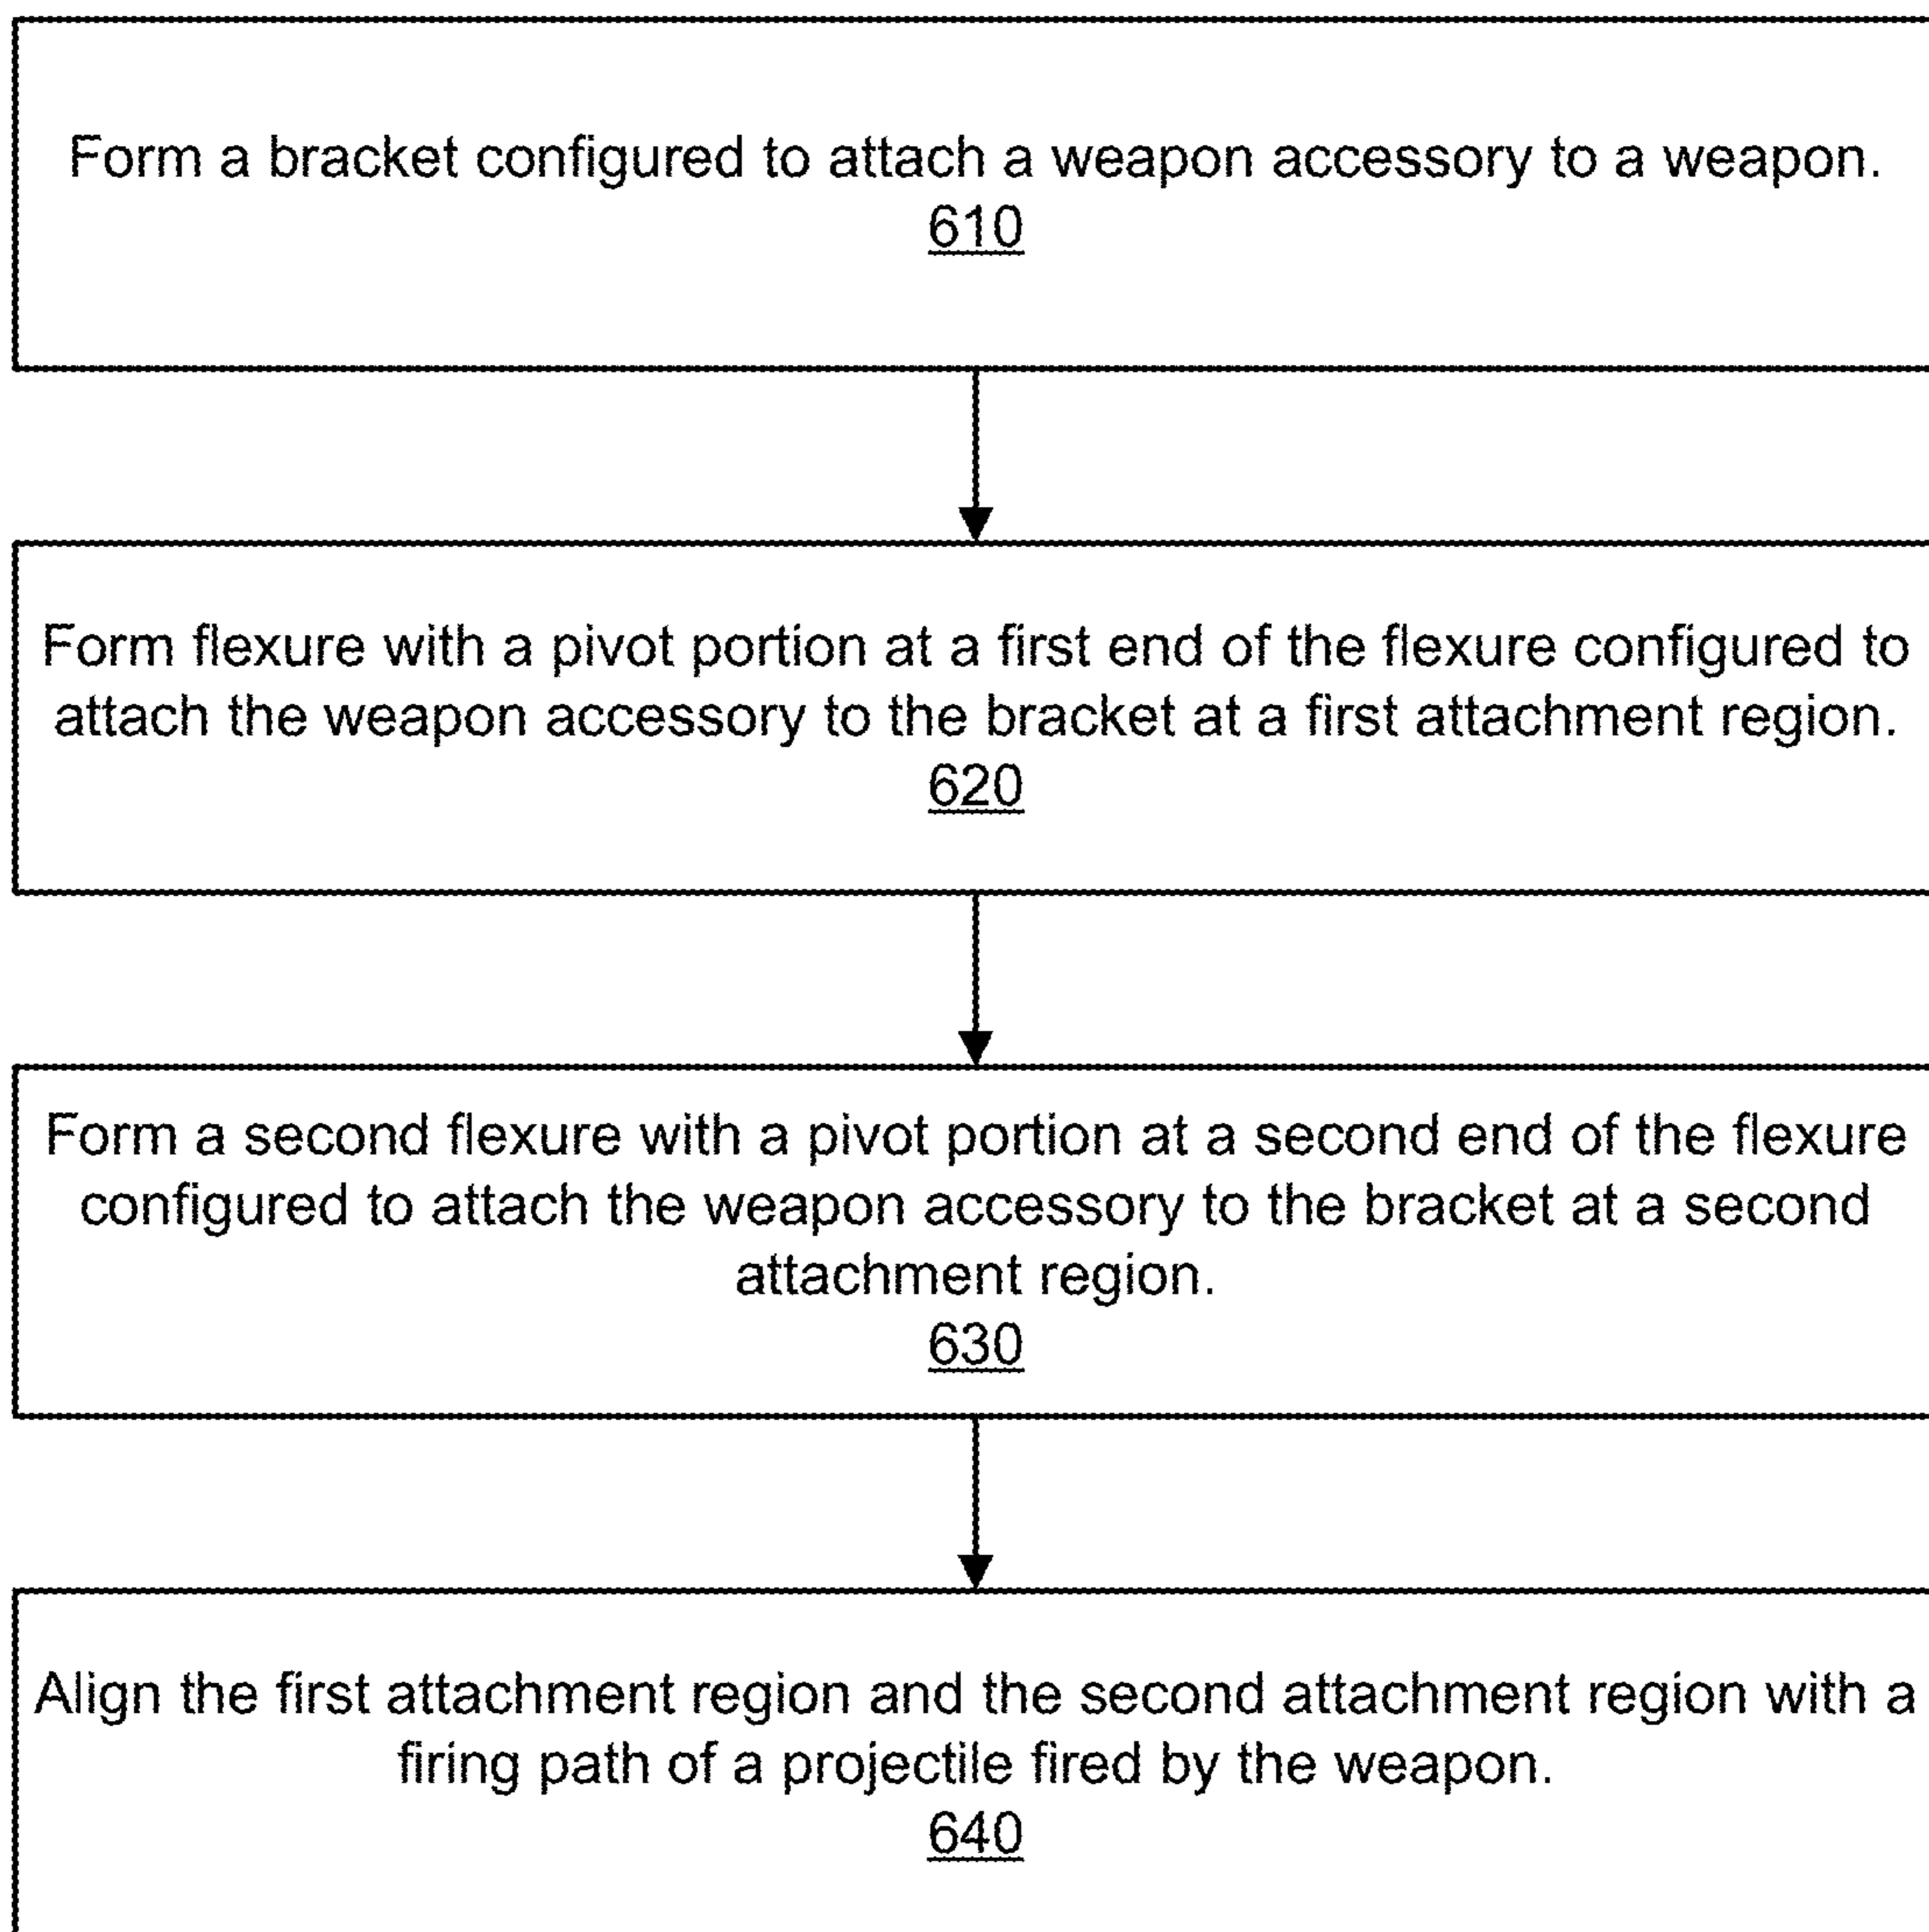 Form a bracket configured to attach a weapon accessory to a weapon.
610
Form flexure with a pivot portion at a first end of the flexure configured to
attach the weapon accessory to the bracket at a first attachment region.
620
Form a second flexure with a pivot portion at a second end of the flexure
configured to attach the weapon accessory to the bracket at a second
attachment region.
630
Align the first attachment region and the second attachment region with a
firing path of a projectile fired by the weapon.
640